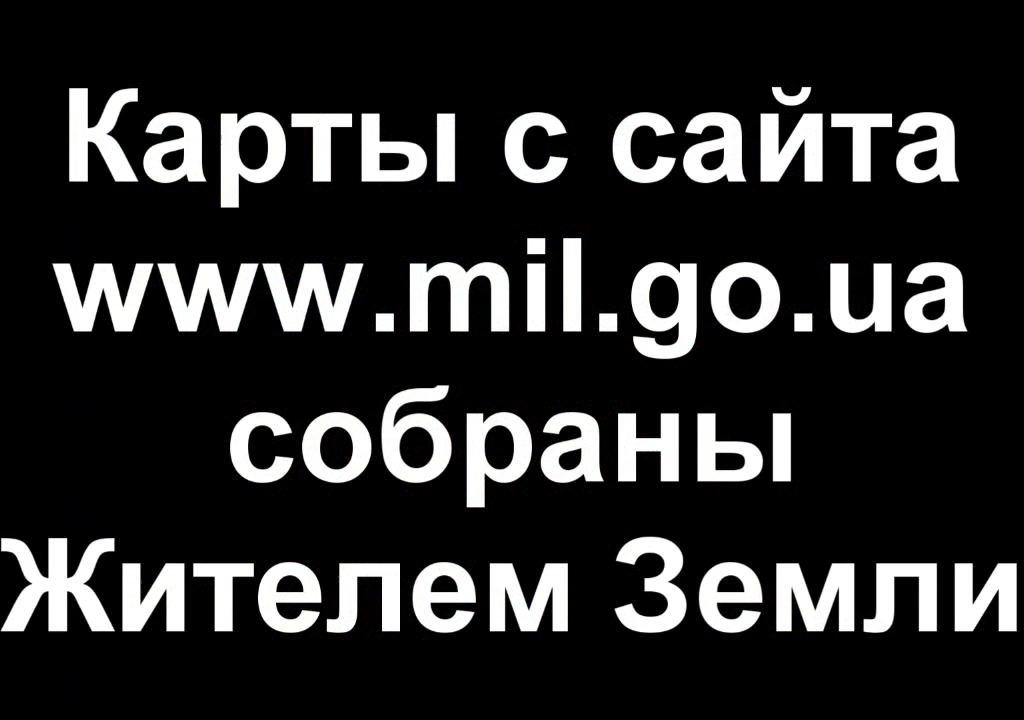 Карты с сайта
www.mil.go.ua
собраны
Жителем Земли